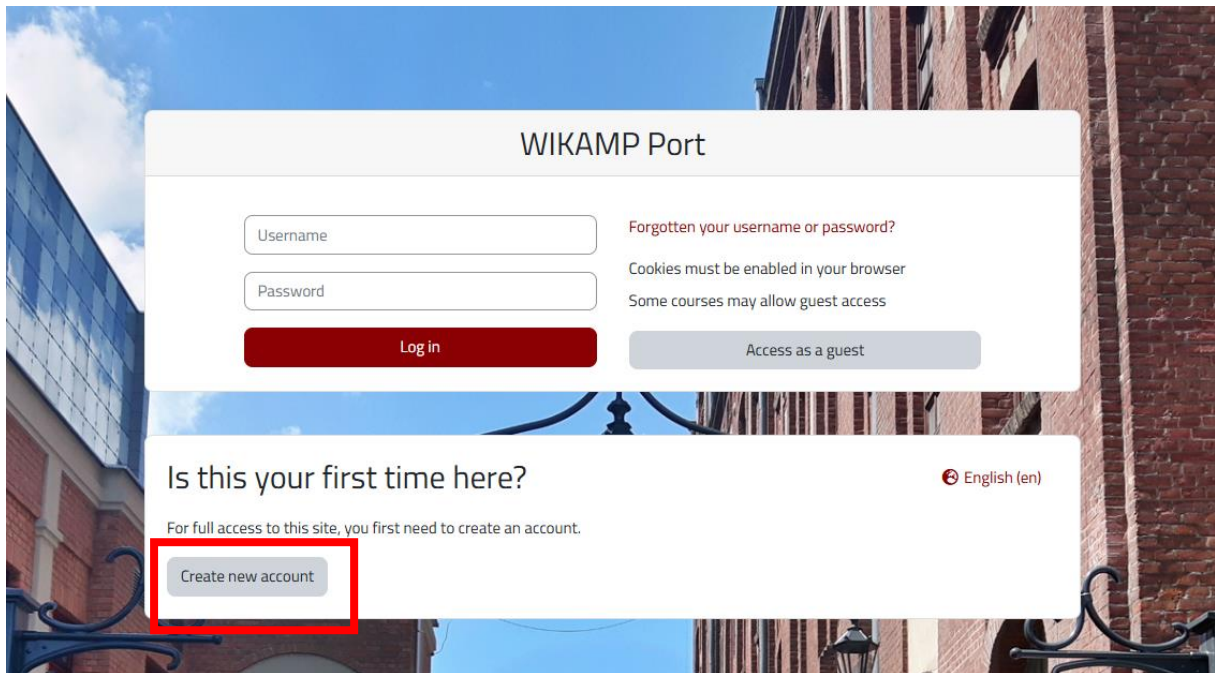 WIKAMP Port
Username
Password
Log in
Forgotten your username or password?
Cookies must be enabled in your browser
Some courses may allow guest access
Access as a guest
Is this your first time here?
English (en)
For full access to this site, you first need to create an account.
Create new account